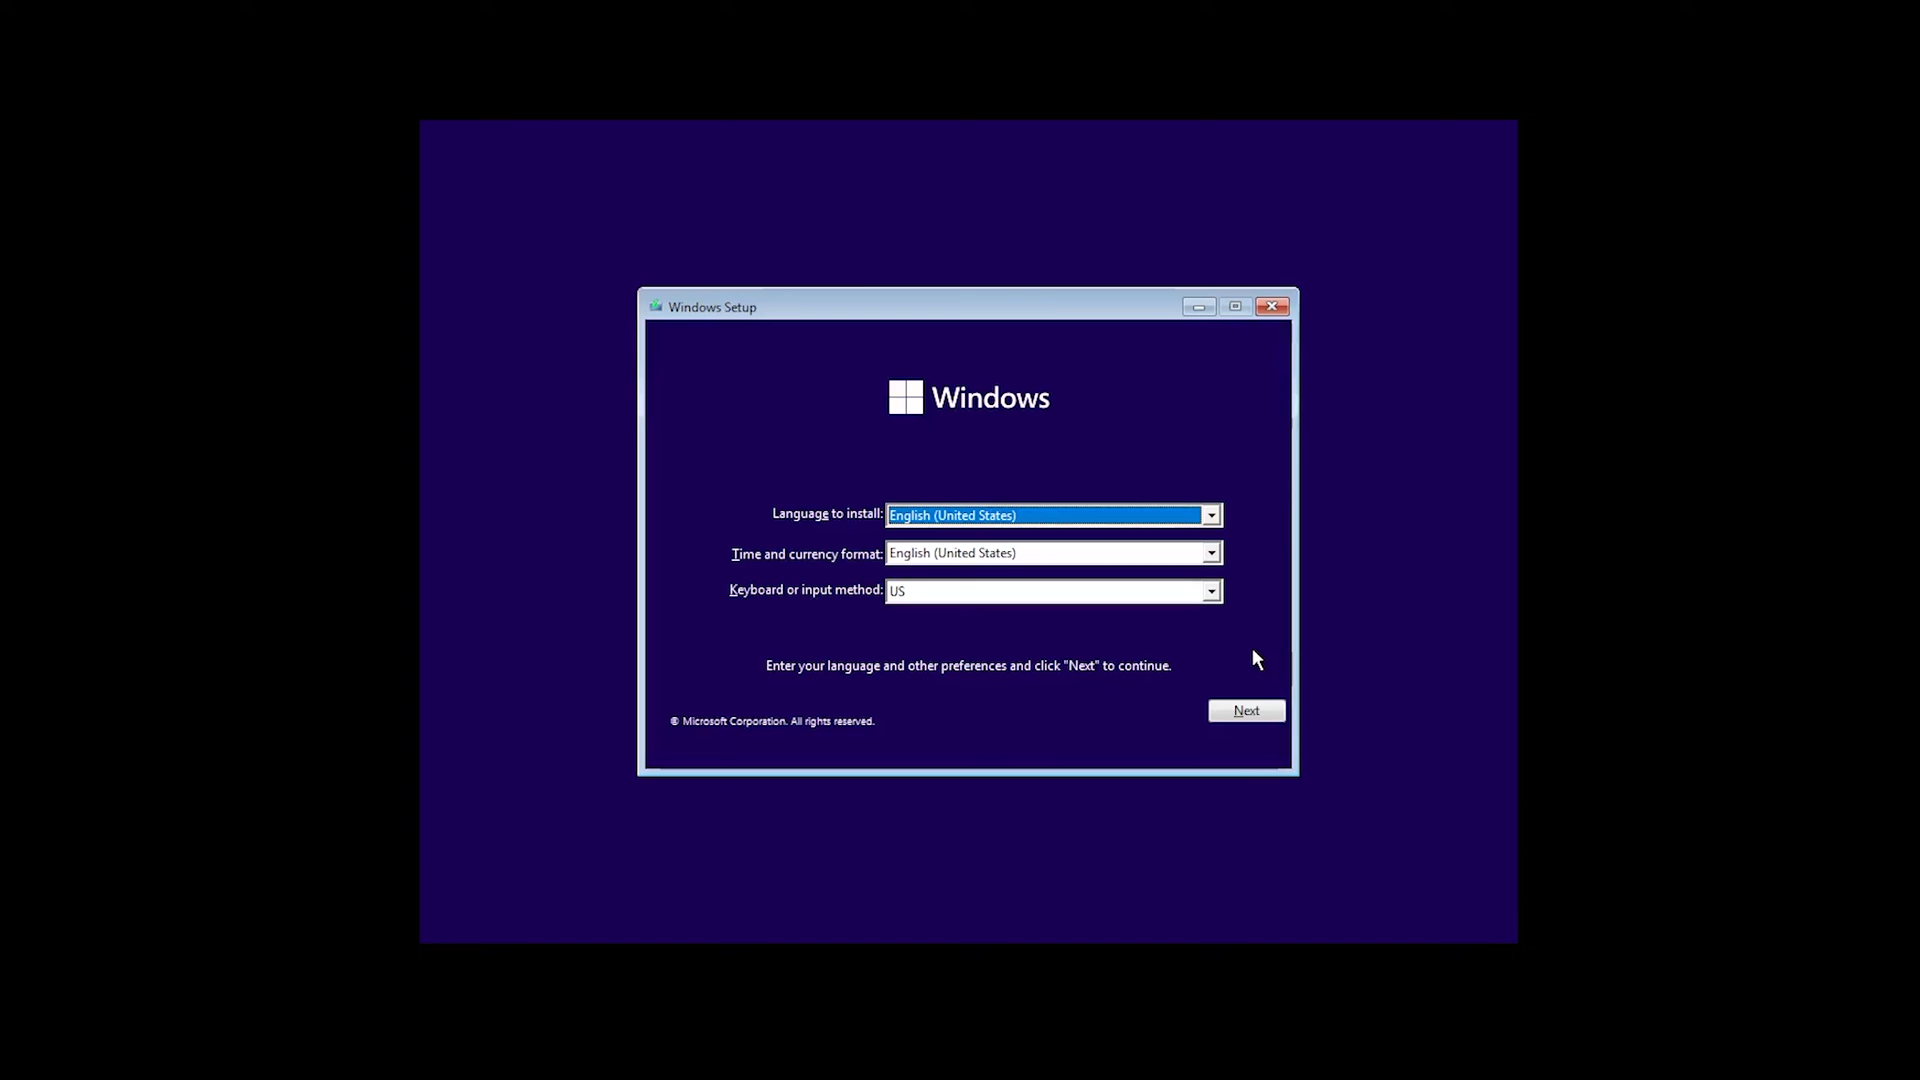 Windows Setup
Windows
Language to install: English (United States)
Time and currency format: English (United States)
Keyboard or input method: US
Enter your language and other preferences and click "Next" to continue.
Next
© Microsoft Corporation. All rights reserved.